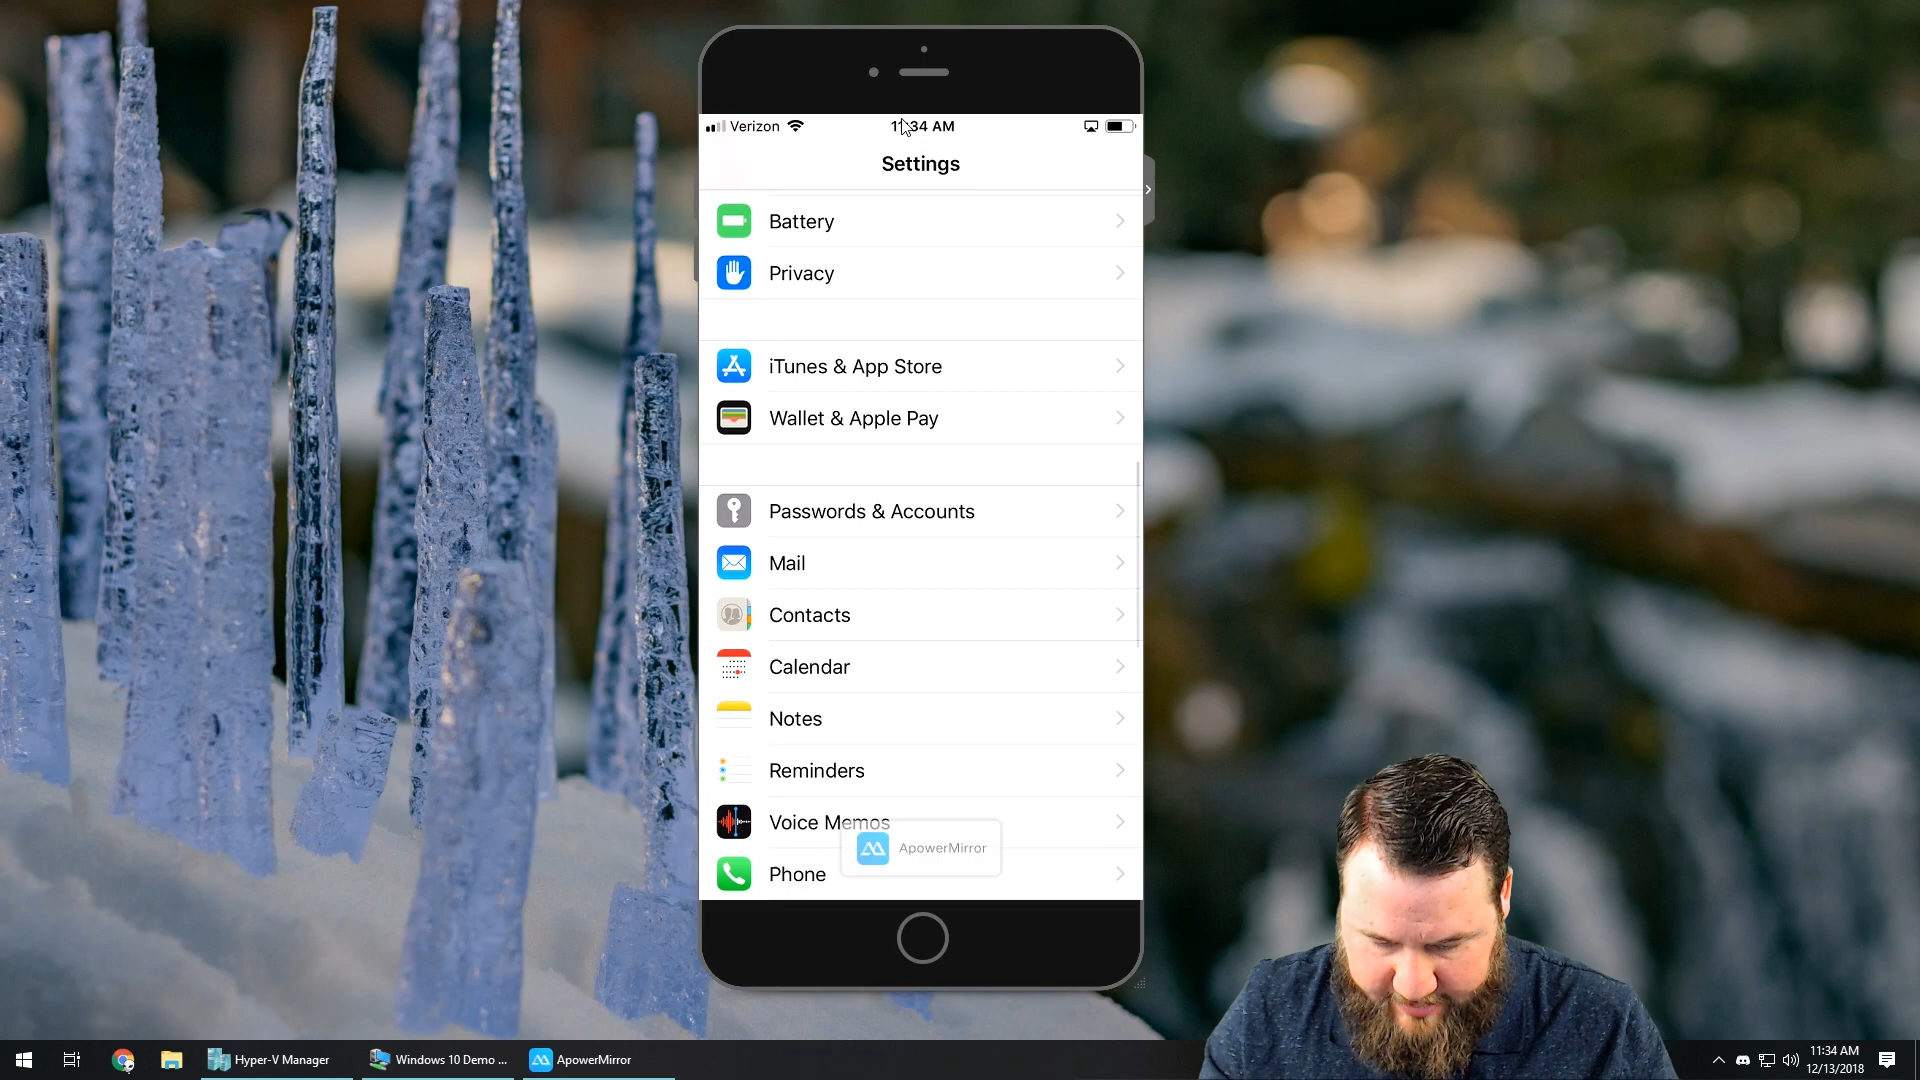 Verizon
11:34 AM
Settings
Battery
Privacy
iTunes & App Store
Wallet & Apple Pay
Passwords & Accounts
Mail
Contacts
Calendar
Notes
Reminders
Voice Memos
ApowerMirror
Phone
Hyper-V Manager
Windows 10 Demo ...
ApowerMirror
11:34 AM
12/13/2018